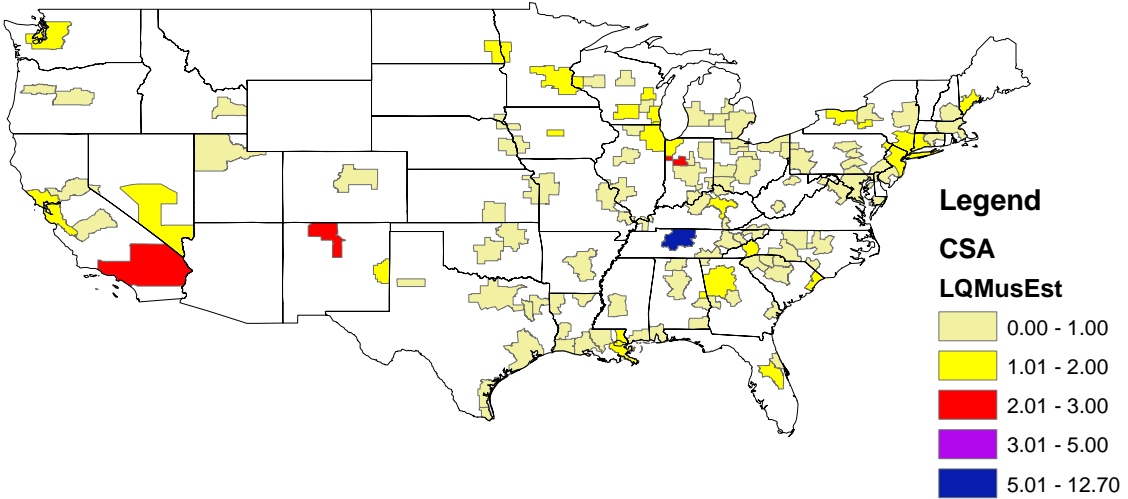 Legend
CSA
LQMusEst
0.00 - 1.00
1.01 - 2.00
2.01 - 3.00
3.01 - 5.00
5.01 - 12.70